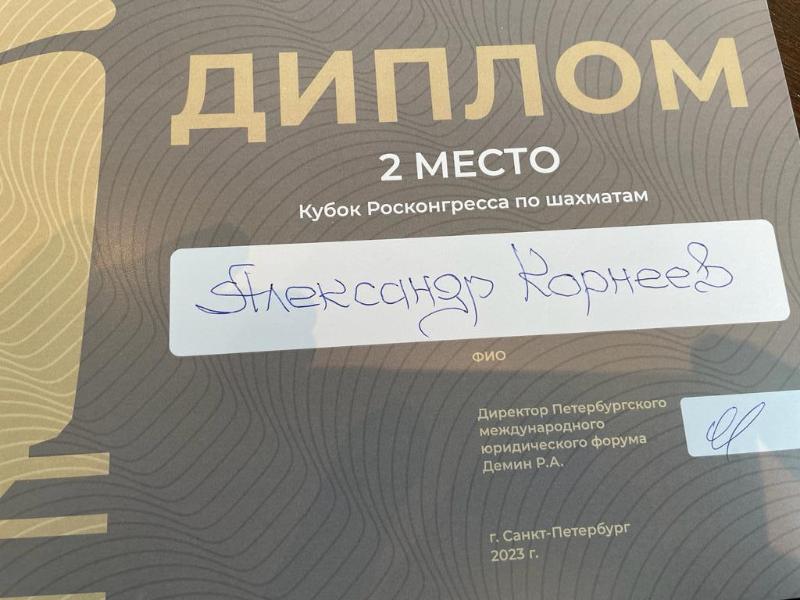 ДИПЛОМ
2 МЕСТО
Кубок Росконгресса по шахматам
Александр Корнеев
ФИО
Директор Петербургского
международного
юридического форума
Демин Р.А.
г. Санкт-Петербург
2023 г.